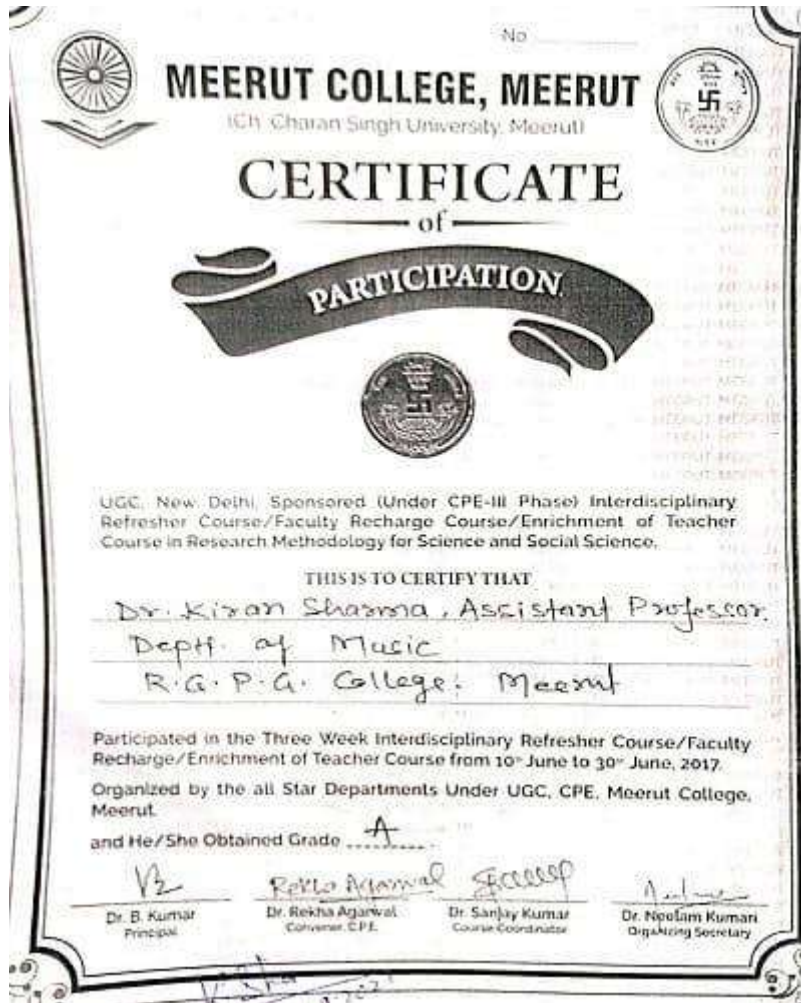 No
MEERUT COLLEGE, MEERUT
(Ch. Charan Singh University, Meerut)
CERTIFICATE
of
PARTICIPATION
UGC, New Delhi, Sponsored (Under CPE-III Phase) Interdisciplinary
Refresher Course/Faculty Recharge Course/Enrichment of Teacher
Course in Research Methodology for Science and Social Science.
THIS IS TO CERTIFY THAT
Dr. Kiran Sharma, Assistant Professor.
Deptt. of Music
R.G.P.G. College, Meerut
Participated in the Three Week Interdisciplinary Refresher Course/Faculty
Recharge/Enrichment of Teacher Course from 10th June to 30th June, 2017.
Organized by the all Star Departments Under UGC, CPE, Meerut College,
Meerut.
and He/She Obtained Grade A
Rekha Agarwal
Dr. B. Kumar Dr. Rekha Agarwal Dr. Sanjay Kumar Dr. Neelam Kumari
Principal Convener, C.P.E. Course Coordinator Organizing Secretary